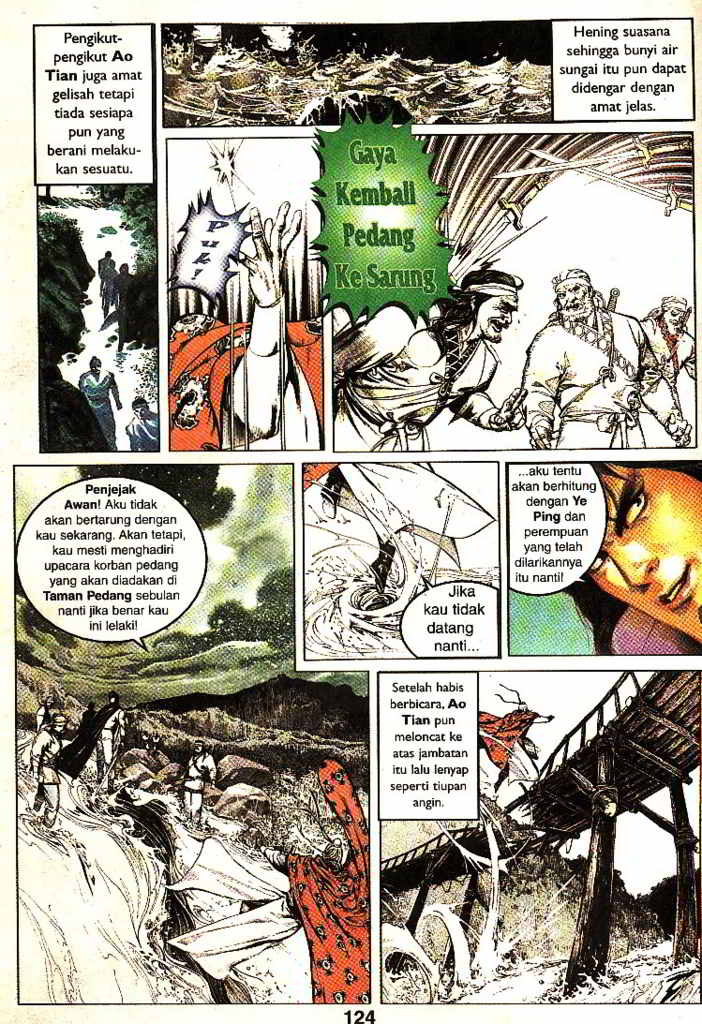 Pengikut-
pengikut Ao
Tian juga amat
gelisah tetapi
tiada sesiapa
pun yang
berani melaku-
kan sesuatu.
Hening suasana
sehingga bunyi air
sungai itu pun dapat
didengar dengan
amat jelas.
PUL!
Gaya
Kembali
Pedang
Ke Sarung
Penjejak
Awan! Aku tidak
akan bertarung dengan
kau sekarang. Akan tetapi,
kau mesti menghadiri
upacara korban pedang
yang akan diadakan di
Taman Pedang sebulan
nanti jika benar kau
ini lelaki!
Jika
kau tidak
datang
nanti...
...aku tentu
akan berhitung
dengan Ye
Ping dan
perempuan
yang telah
dilarikannya
itu nanti!
Setelah habis
berbicara, Ao
Tian pun
meloncat ke
atas jambatan
itu lalu lenyap
seperti tiupan
angin.
124